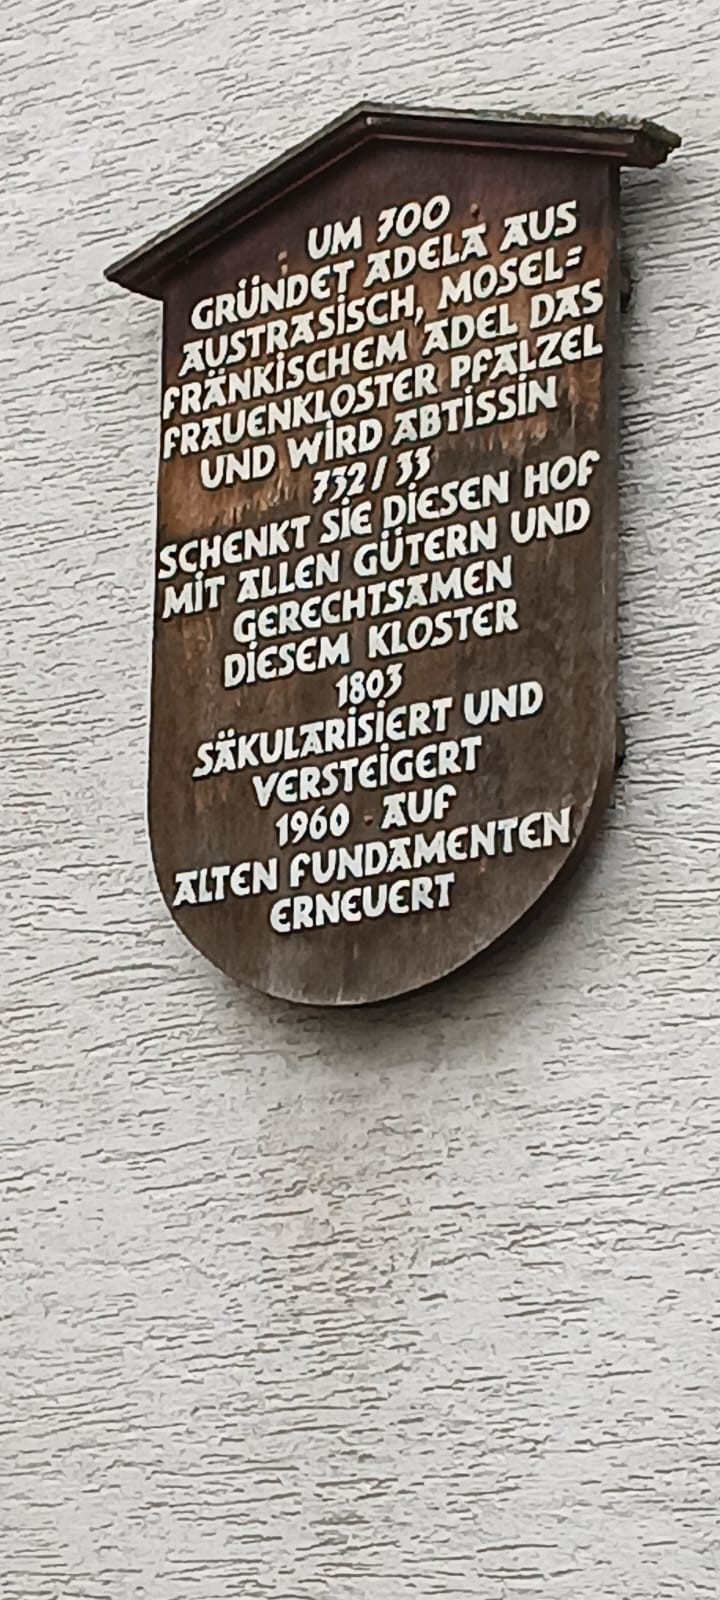 UM 700
GRÜNDET ADELA AUS
AUSTRASISCH, MOSEL=
FRÄNKISCHEM ADEL DAS
FRAUENKLOSTER PFALZEL
UND WIRD ABTISSIN
732/33
SCHENKT SIE DIESEN HOF
MIT ALLEN GÜTERN UND
GERECHTSAMEN
DIESEM KLOSTER
1803
SÄKULARISIERT UND
VERSTEIGERT
1960 · AUF
ALTEN FUNDAMENTEN
ERNEUERT